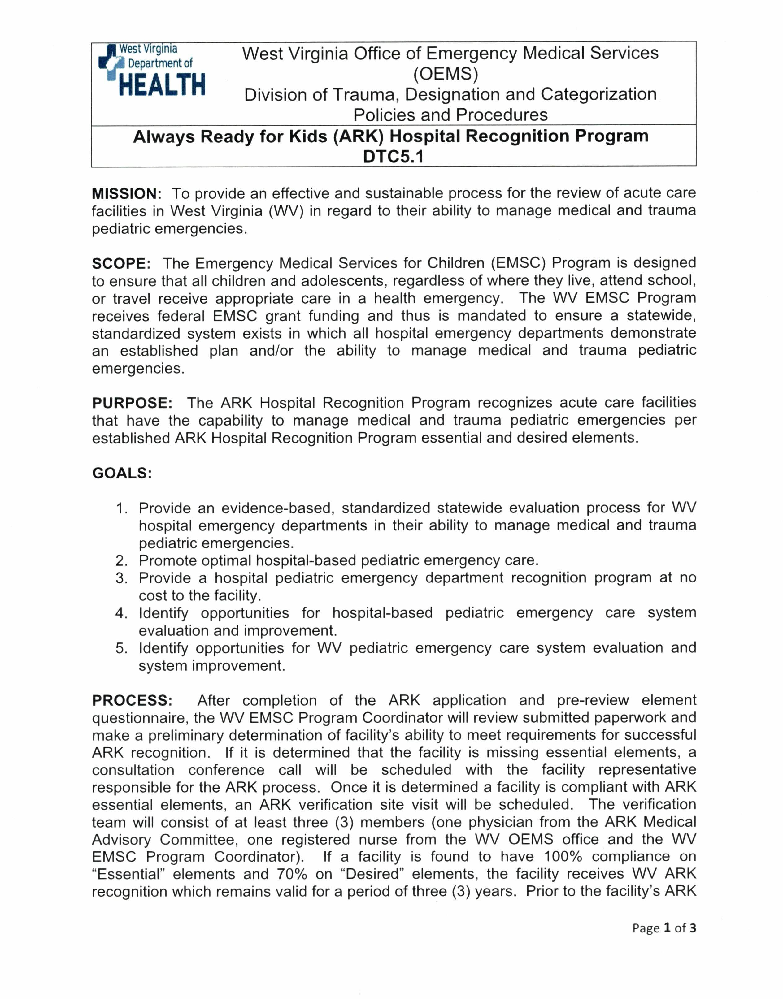 West Virginia
Department of
HEALTH
West Virginia Office of Emergency Medical Services
(OEMS)
Division of Trauma, Designation and Categorization
Policies and Procedures
Always Ready for Kids (ARK) Hospital Recognition Program
DTC5.1
MISSION: To provide an effective and sustainable process for the review of acute care
facilities in West Virginia (WV) in regard to their ability to manage medical and trauma
pediatric emergencies.
SCOPE: The Emergency Medical Services for Children (EMSC) Program is designed
to ensure that all children and adolescents, regardless of where they live, attend school,
or travel receive appropriate care in a health emergency. The WV EMSC Program
receives federal EMSC grant funding and thus is mandated to ensure a statewide,
standardized system exists in which all hospital emergency departments demonstrate
an established plan and/or the ability to manage medical and trauma pediatric
emergencies.
PURPOSE: The ARK Hospital Recognition Program recognizes acute care facilities
that have the capability to manage medical and trauma pediatric emergencies per
established ARK Hospital Recognition Program essential and desired elements.
GOALS:
1. Provide an evidence-based, standardized statewide evaluation process for WV
hospital emergency departments in their ability to manage medical and trauma
pediatric emergencies.
2. Promote optimal hospital-based pediatric emergency care.
3. Provide a hospital pediatric emergency department recognition program at no
cost to the facility.
4. Identify opportunities for hospital-based pediatric emergency care system
evaluation and improvement.
5. Identify opportunities for WV pediatric emergency care system evaluation and
system improvement.
PROCESS: After completion of the ARK application and pre-review element
questionnaire, the WV EMSC Program Coordinator will review submitted paperwork and
make a preliminary determination of facility's ability to meet requirements for successful
ARK recognition. If it is determined that the facility is missing essential elements, a
consultation conference call will be scheduled with the facility representative
responsible for the ARK process. Once it is determined a facility is compliant with ARK
essential elements, an ARK verification site visit will be scheduled. The verification
team will consist of at least three (3) members (one physician from the ARK Medical
Advisory Committee, one registered nurse from the WV OEMS office and the WV
EMSC Program Coordinator). If a facility is found to have 100% compliance on
“Essential” elements and 70% on “Desired” elements, the facility receives WV ARK
recognition which remains valid for a period of three (3) years. Prior to the facility's ARK
Page 1 of 3